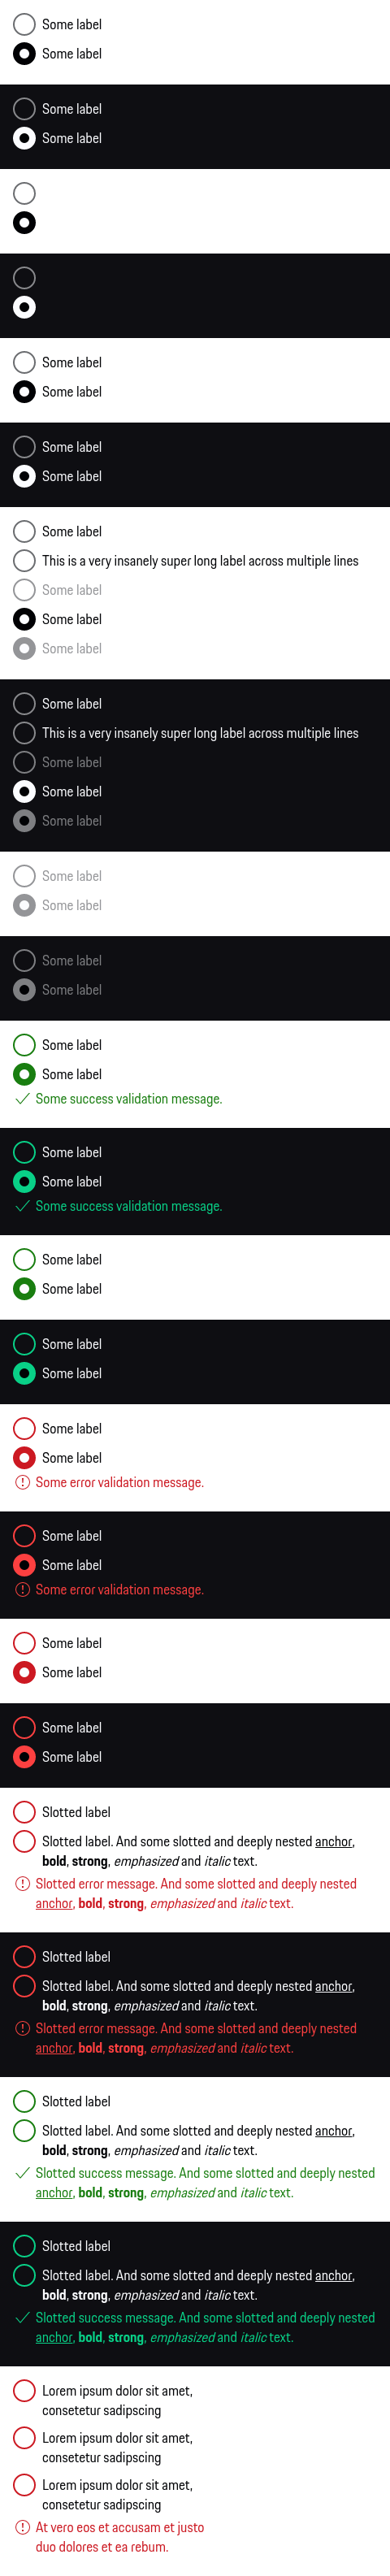 Some label
Some label
Some label
Some label
Some label
Some label
Some label
Some label
Some label
This is a very insanely super long label across multiple lines
Some label
Some label
Some label
Some label
This is a very insanely super long label across multiple lines
Some label
Some label
Some label
Some label
Some label
Some label
Some label
Some label
Some label
Some success validation message.
Some label
Some label
Some success validation message.
Some label
Some label
Some label
Some label
Some label
Some label
Some error validation message.
Some label
Some label
Some error validation message.
Some label
Some label
Some label
Some label
Slotted label
Slotted label. And some slotted and deeply nested anchor,
bold, strong, emphasized and italic text.
Slotted error message. And some slotted and deeply nested
anchor, bold, strong, emphasized and italic text.
Slotted label
Slotted label. And some slotted and deeply nested anchor,
bold, strong, emphasized and italic text.
Slotted error message. And some slotted and deeply nested
anchor, bold, strong, emphasized and italic text.
Slotted label
Slotted label. And some slotted and deeply nested anchor,
bold, strong, emphasized and italic text.
Slotted success message. And some slotted and deeply nested
anchor, bold, strong, emphasized and italic text.
Slotted label
Slotted label. And some slotted and deeply nested anchor,
bold, strong, emphasized and italic text.
Slotted success message. And some slotted and deeply nested
anchor, bold, strong, emphasized and italic text.
Lorem ipsum dolor sit amet,
consetetur sadipscing
Lorem ipsum dolor sit amet,
consetetur sadipscing
Lorem ipsum dolor sit amet,
consetetur sadipscing
At vero eos et accusam et justo
duo dolores et ea rebum.